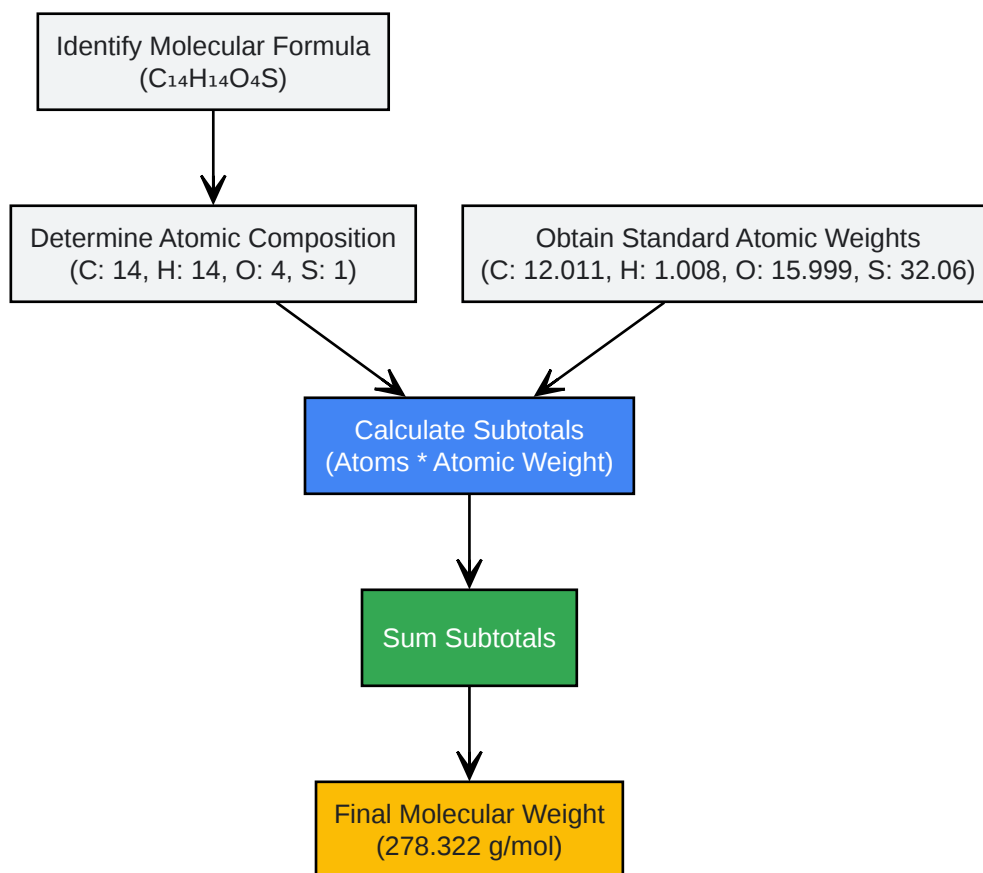 Identify Molecular Formula
(C₁₄H₁₄O₄S)
Determine Atomic Composition
(C: 14, H: 14, O: 4, S: 1)
Obtain Standard Atomic Weights
(C: 12.011, H: 1.008, O: 15.999, S: 32.06)
Calculate Subtotals
(Atoms * Atomic Weight)
Sum Subtotals
Final Molecular Weight
(278.322 g/mol)